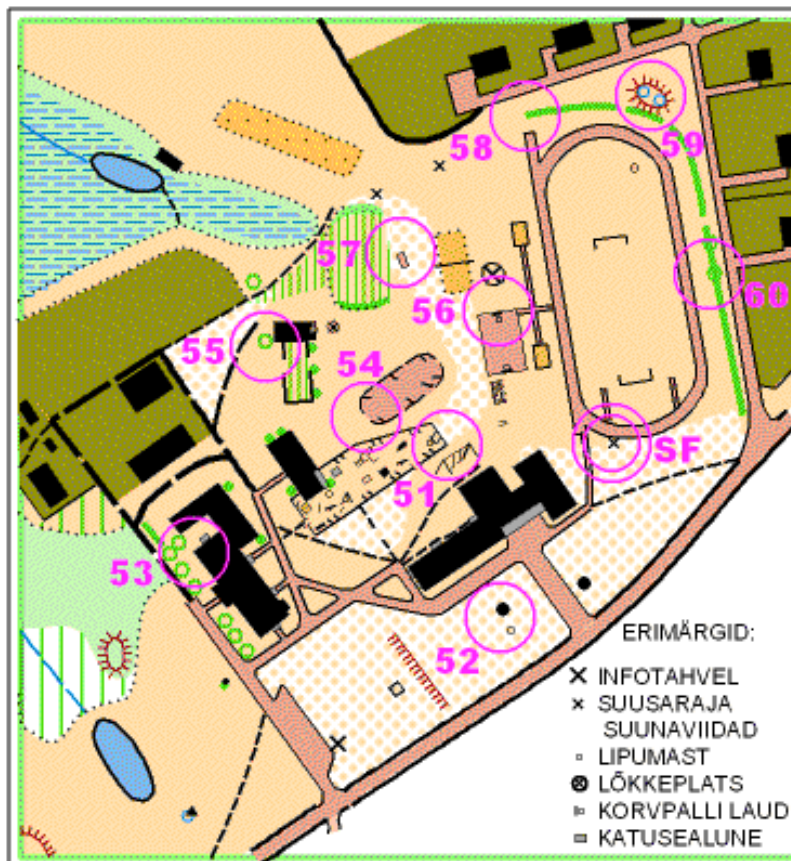 58
59
57
56
60
55
54
51
SF
53
52
ERIMÄRGID:
INFOTAHVEL
SUUSARAJA
SUUNAVIIDAD
LIPUMAST
LÕKKEPLATS
KORVPALLI LAUD
KATUSEALUNE